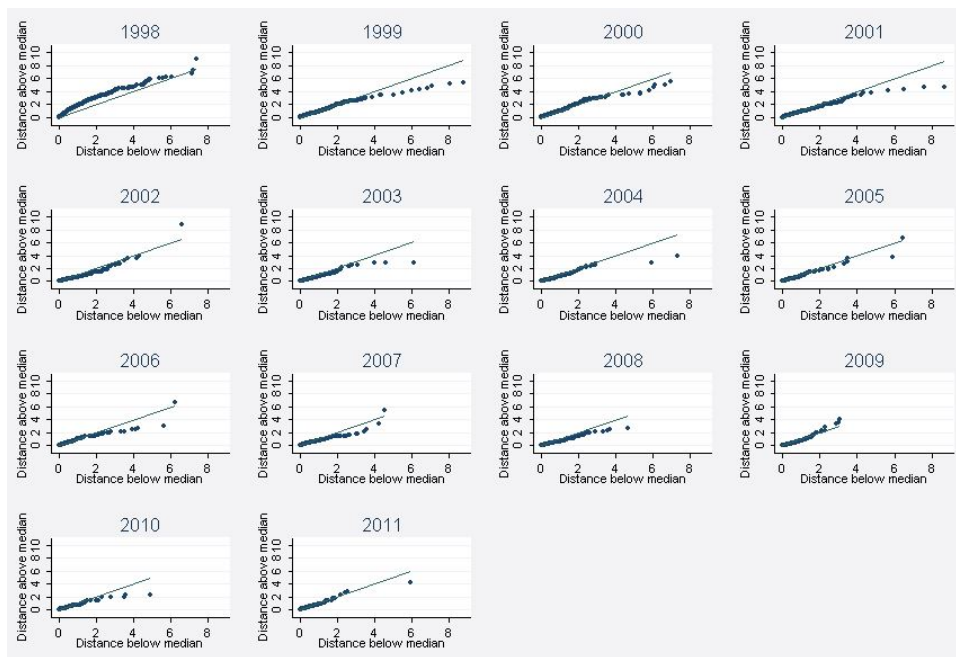 1998
Distance above median
0 2 4 6 8 10
0 2 4 6 8
Distance below median
1999
Distance above median
0 2 4 6 8 10
0 2 4 6 8
Distance below median
2000
Distance above median
0 2 4 6 8 10
0 2 4 6 8
Distance below median
2001
Distance above median
0 2 4 6 8 10
0 2 4 6 8
Distance below median
2002
Distance above median
0 2 4 6 8 10
0 2 4 6 8
Distance below median
2003
Distance above median
0 2 4 6 8 10
0 2 4 6 8
Distance below median
2004
Distance above median
0 2 4 6 8 10
0 2 4 6 8
Distance below median
2005
Distance above median
0 2 4 6 8 10
0 2 4 6 8
Distance below median
2006
Distance above median
0 2 4 6 8 10
0 2 4 6 8
Distance below median
2007
Distance above median
0 2 4 6 8 10
0 2 4 6 8
Distance below median
2008
Distance above median
0 2 4 6 8 10
0 2 4 6 8
Distance below median
2009
Distance above median
0 2 4 6 8 10
0 2 4 6 8
Distance below median
2010
Distance above median
0 2 4 6 8 10
0 2 4 6 8
Distance below median
2011
Distance above median
0 2 4 6 8 10
0 2 4 6 8
Distance below median